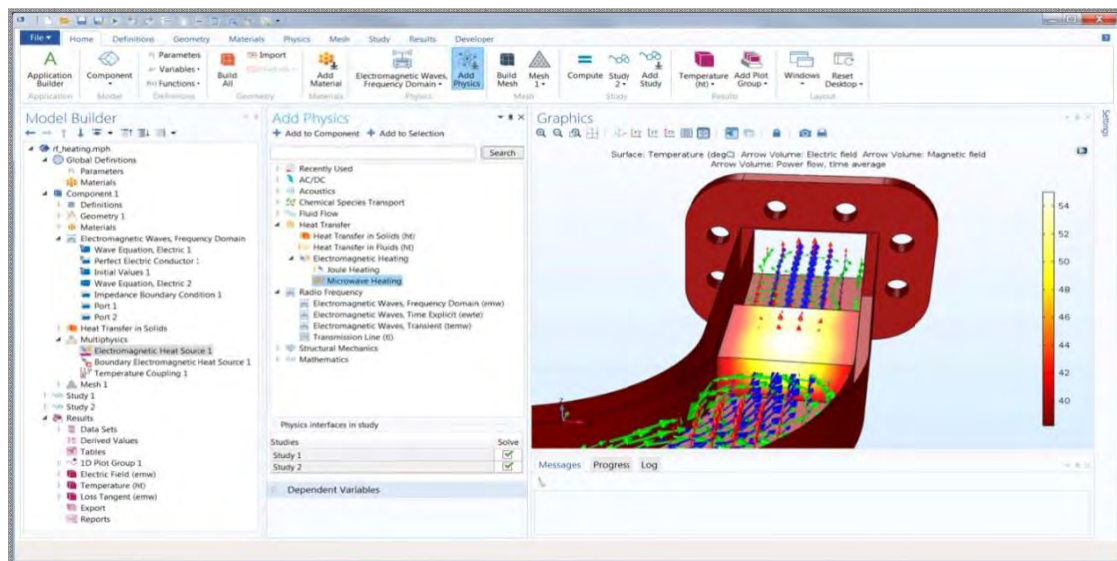 File Home Definitions Geometry Materials Physics Mesh Study Results Developer
Application Builder
Component
Parameters
Variables
Functions
Build All
Import
Add Material
Electromagnetic Waves, Frequency Domain
Add Physics
Build Mesh
Mesh 1
Compute
Study 2
Add Study
Temperature (ht)
Add Plot Group
Windows
Reset Desktop
Application Model Definitions Geometry Materials Physics Mesh Study Results Layout
Model Builder
rf_heating.mph
Global Definitions
Parameters
Materials
Component 1
Definitions
Geometry 1
Materials
Electromagnetic Waves, Frequency Domain
Wave Equation, Electric 1
Perfect Electric Conductor 1
Initial Values 1
Wave Equation, Electric 2
Impedance Boundary Condition 1
Port 1
Port 2
Heat Transfer in Solids
Multiphysics
Electromagnetic Heat Source 1
Boundary Electromagnetic Heat Source 1
Temperature Coupling 1
Mesh 1
Study 1
Study 2
Results
Data Sets
Derived Values
Tables
1D Plot Group 1
Electric Field (emw)
Temperature (ht)
Loss Tangent (emw)
Export
Reports
Add Physics
Add to Component Add to Selection
Search
Recently Used
AC/DC
Acoustics
Chemical Species Transport
Fluid Flow
Heat Transfer
Heat Transfer in Solids (ht)
Heat Transfer in Fluids (ht)
Electromagnetic Heating
Joule Heating
Microwave Heating
Radio Frequency
Electromagnetic Waves, Frequency Domain (emw)
Electromagnetic Waves, Time Explicit (ewte)
Electromagnetic Waves, Transient (temw)
Transmission Line (tl)
Structural Mechanics
Mathematics
Physics interfaces in study
Studies Solve
Study 1
Study 2
Dependent Variables
Graphics
Surface: Temperature (degC) Arrow Volume: Electric field Arrow Volume: Magnetic field
Arrow Volume: Power flow, time average
54
50
48
46
44
42
40
Messages Progress Log
Settings